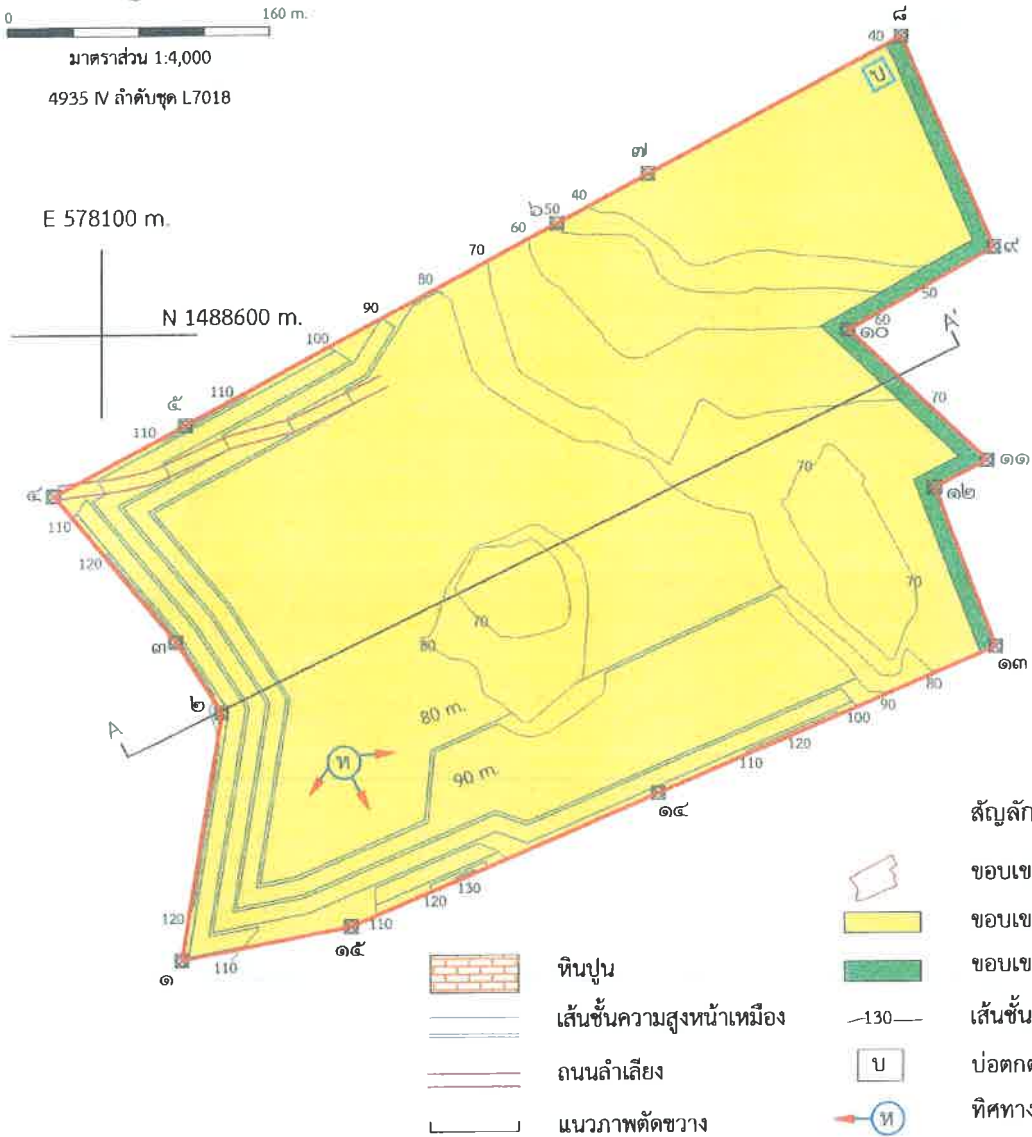 0 160 m.
มาตราส่วน 1:4,000
4935 IV ลำดับชุด L7018
E 578100 m.
N 1488600 m.
๘
40
บ
๗
40
๖
50
60
70
80
90
๙
50
60
๑๐
A'
100
110
๕
110
70
๔
110
120
70
๑๑
๑๒
70
70
๓
80
๑๓
๒
80 m.
80
90
A
100
ห
90 m.
120
110
๑๔
130
120
120
110
๑๕
๑
110
สัญลัก
ขอบเข
ขอบเข
หินปูน
ขอบเข
เส้นชั้นความสูงหน้าเหมือง
130
เส้นชั้น
ถนนลำเลียง
บ
บ่อตกต
แนวภาพตัดขวาง
ห
ทิศทาง